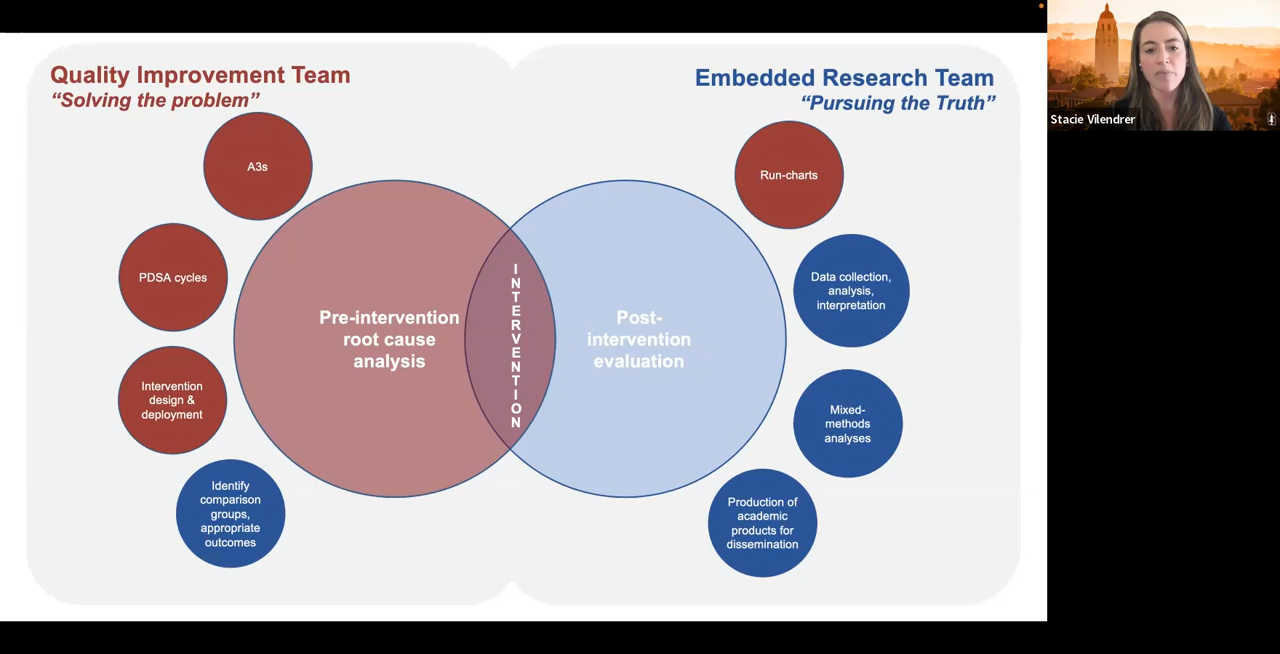 Quality Improvement Team
“Solving the problem”
Embedded Research Team
“Pursuing the Truth”
Stacie Vilendrer
A3s
PDSA cycles
Intervention
design &
deployment
Identify
comparison
groups,
appropriate
outcomes
Pre-intervention
root cause
analysis
INTERVENTION
Post-
intervention
evaluation
Run-charts
Data collection,
analysis,
interpretation
Mixed-
methods
analyses
Production of
academic
products for
dissemination